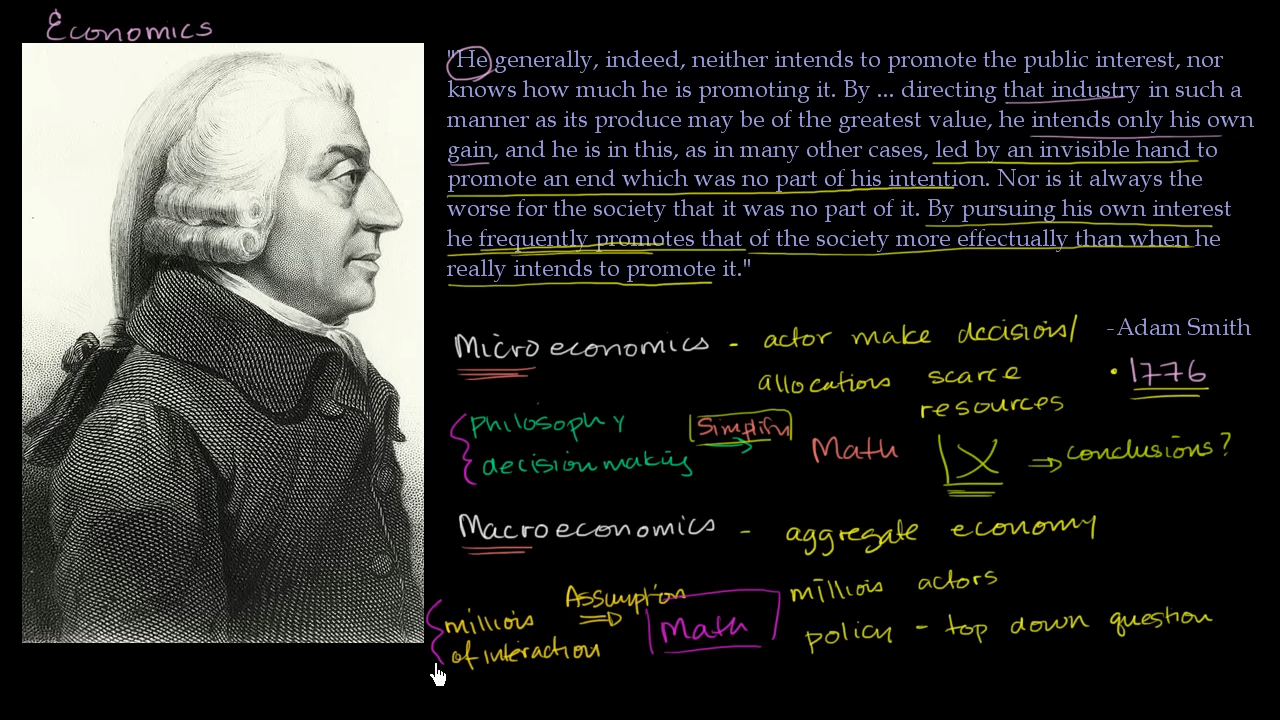 Economics
"He generally, indeed, neither intends to promote the public interest, nor
knows how much he is promoting it. By ... directing that industry in such a
manner as its produce may be of the greatest value, he intends only his own
gain, and he is in this, as in many other cases, led by an invisible hand to
promote an end which was no part of his intention. Nor is it always the
worse for the society that it was no part of it. By pursuing his own interest
he frequently promotes that of the society more effectually than when he
really intends to promote it."
-Adam Smith
• 1776
Microeconomics - actor make decisions/
allocations scarce
resources
philosophy
decision making
Simplify
Math
conclusions?
Macroeconomics - aggregate economy
millions actors
policy - top down question
millions
of interaction
Assumption
Math